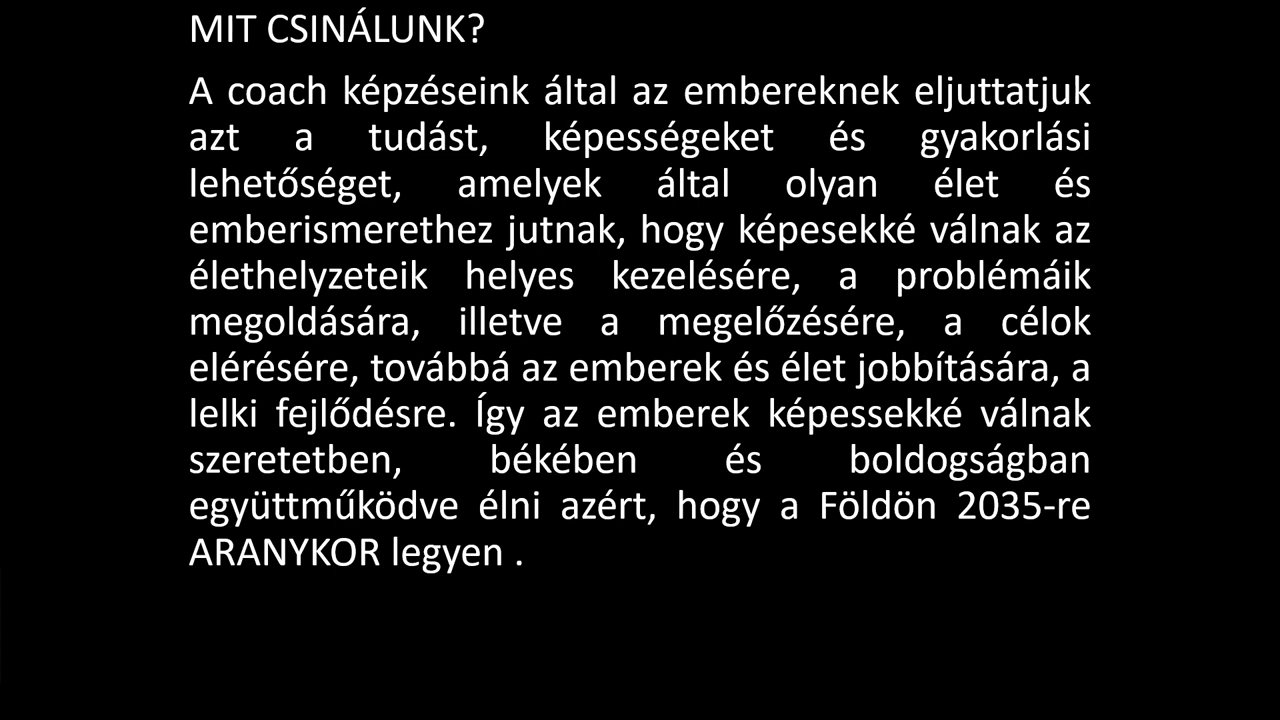 MIT CSINÁLUNK?
A coach képzéseink által az embereknek eljuttatjuk
azt a tudást, képességeket és gyakorlási
lehetőséget, amelyek által olyan élet és
emberismerethez jutnak, hogy képesekké válnak az
élethelyzeteik helyes kezelésére, a problémáik
megoldására, illetve a megelőzésére, a célok
elérésére, továbbá az emberek és élet jobbítására, a
lelki fejlődésre. Így az emberek képessekké válnak
szeretetben, békében és boldogságban
együttműködve élni azért, hogy a Földön 2035-re
ARANYKOR legyen .